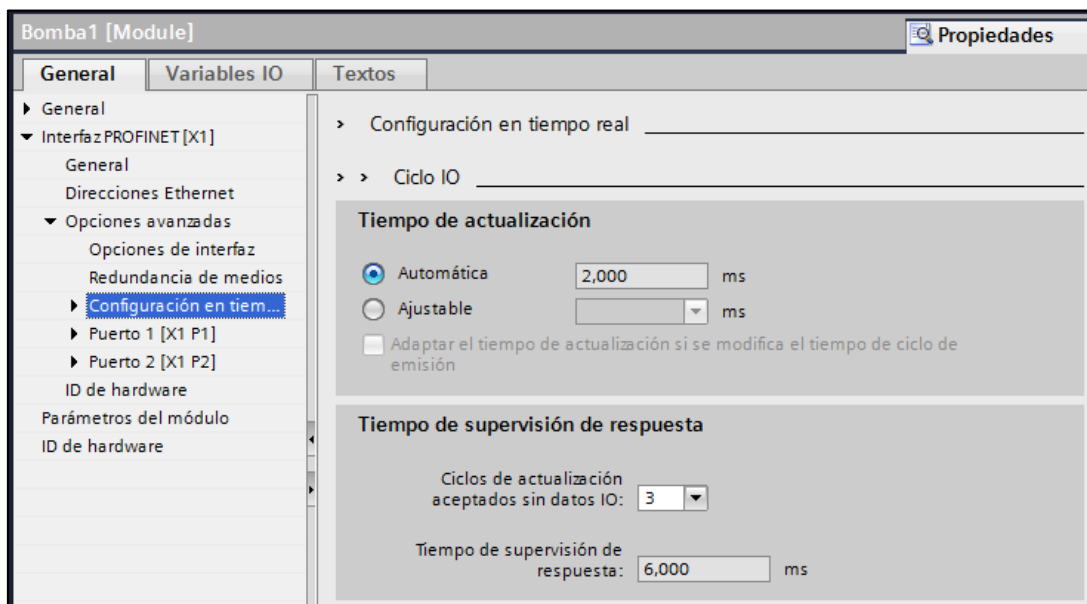 Bomba1 [Module]
Propiedades
General
Variables IO
Textos
General
Interfaz PROFINET [X1]
General
Direcciones Ethernet
Opciones avanzadas
Opciones de interfaz
Redundancia de medios
Configuración en tiem...
Puerto 1 [X1 P1]
Puerto 2 [X1 P2]
ID de hardware
Parámetros del módulo
ID de hardware
Configuración en tiempo real
Ciclo IO
Tiempo de actualización
Automática 2,000 ms
Ajustable ms
Adaptar el tiempo de actualización si se modifica el tiempo de ciclo de
emisión
Tiempo de supervisión de respuesta
Ciclos de actualización
aceptados sin datos IO: 3
Tiempo de supervisión de
respuesta: 6,000 ms